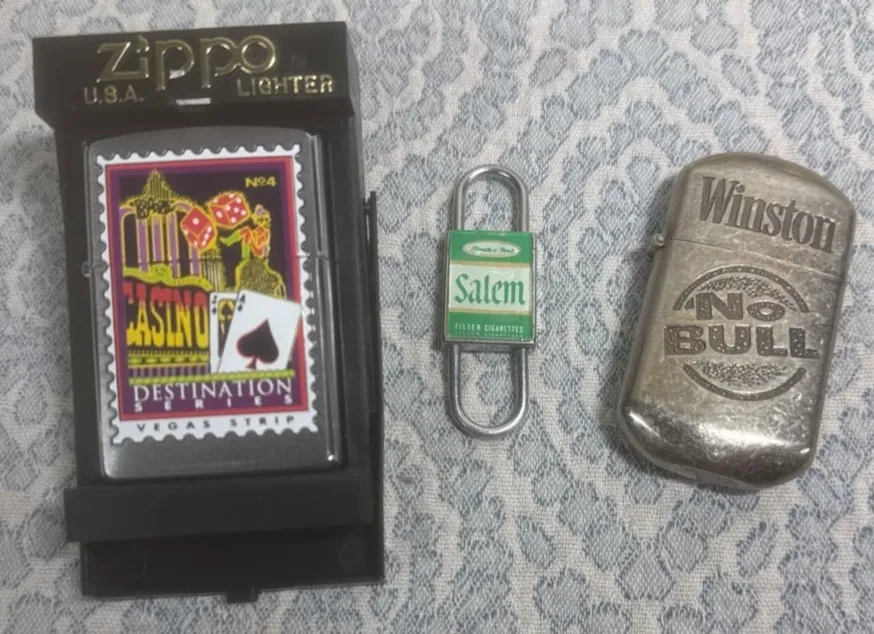 Zippo
U.S.A. LIGHTER
No4
CASINO
DESTINATION
SERIES
VEGAS STRIP
Salem
FILTER CIGARETTES
Winston
No
BULL